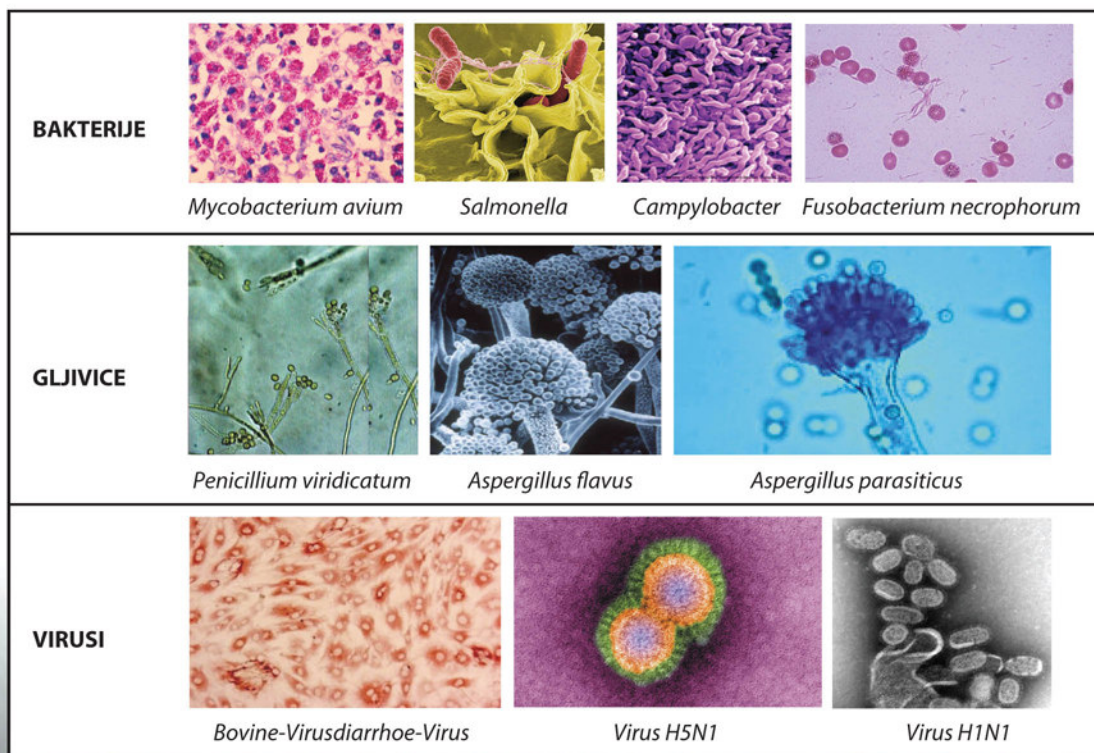 BAKTERIJE
Mycobacterium avium
Salmonella
Campylobacter
Fusobacterium necrophorum
GLJIVICE
Penicillium viridicatum
Aspergillus flavus
Aspergillus parasiticus
VIRUSI
Bovine-Virusdiarrhoe-Virus
Virus H5N1
Virus H1N1